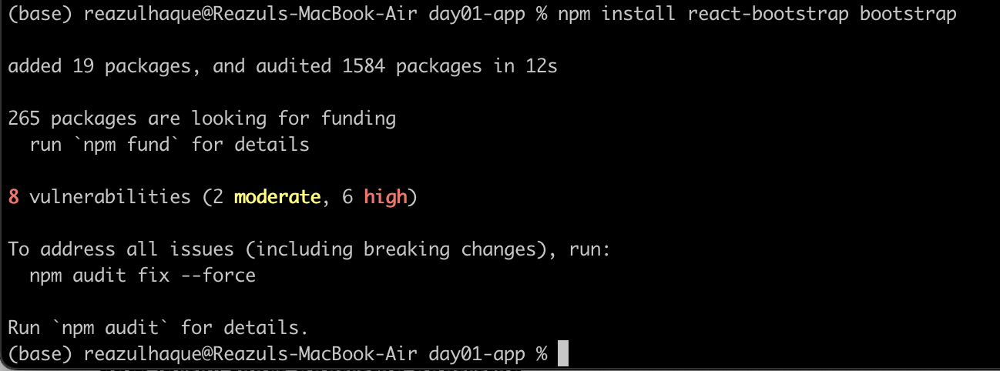 (base) reazulhaque@Reazuls-MacBook-Air day01-app % npm install react-bootstrap bootstrap
added 19 packages, and audited 1584 packages in 12s
265 packages are looking for funding
  run `npm fund` for details
8 vulnerabilities (2 moderate, 6 high)
To address all issues (including breaking changes), run:
  npm audit fix --force
Run `npm audit` for details.
(base) reazulhaque@Reazuls-MacBook-Air day01-app %